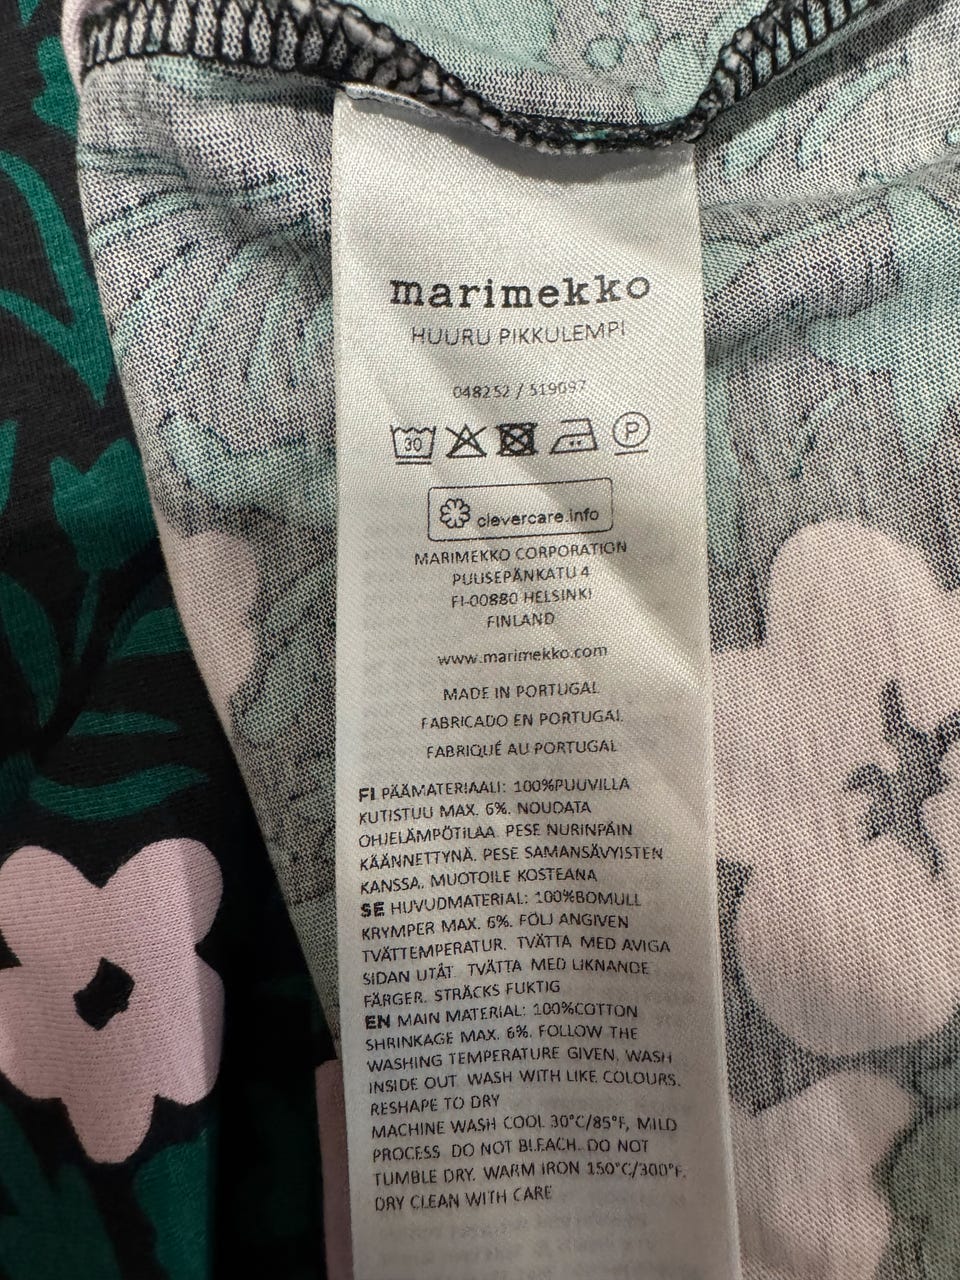 marimekko
HUURU PIKKULEMPI
048252 / 519097
30 P
clevercare.info
MARIMEKKO CORPORATION
PUUSEPÄNKATU 4
FI-00880 HELSINKI
FINLAND
www.marimekko.com
MADE IN PORTUGAL
FABRICADO EN PORTUGAL
FABRIQUÉ AU PORTUGAL
FI PÄÄMATERIAALI: 100%PUUVILLA
KUTISTUU MAX. 6%. NOUDATA
OHJELÄMPÖTILAA. PESE NURINPÄIN
KÄÄNNETTYNÄ. PESE SAMANSÄVYISTEN
KANSSA. MUOTOILE KOSTEANA
SE HUVUDMATERIAL: 100%BOMULL
KRYMPER MAX. 6%. FÖLJ ANGIVEN
TVÄTTEMPERATUR. TVÄTTA MED AVIGA
SIDAN UTÅT. TVÄTTA MED LIKNANDE
FÄRGER. STRÄCKS FUKTIG
EN MAIN MATERIAL: 100%COTTON
SHRINKAGE MAX. 6%. FOLLOW THE
WASHING TEMPERATURE GIVEN. WASH
INSIDE OUT. WASH WITH LIKE COLOURS.
RESHAPE TO DRY
MACHINE WASH COOL 30°C/85°F, MILD
PROCESS. DO NOT BLEACH. DO NOT
TUMBLE DRY. WARM IRON 150°C/300°F.
DRY CLEAN WITH CARE